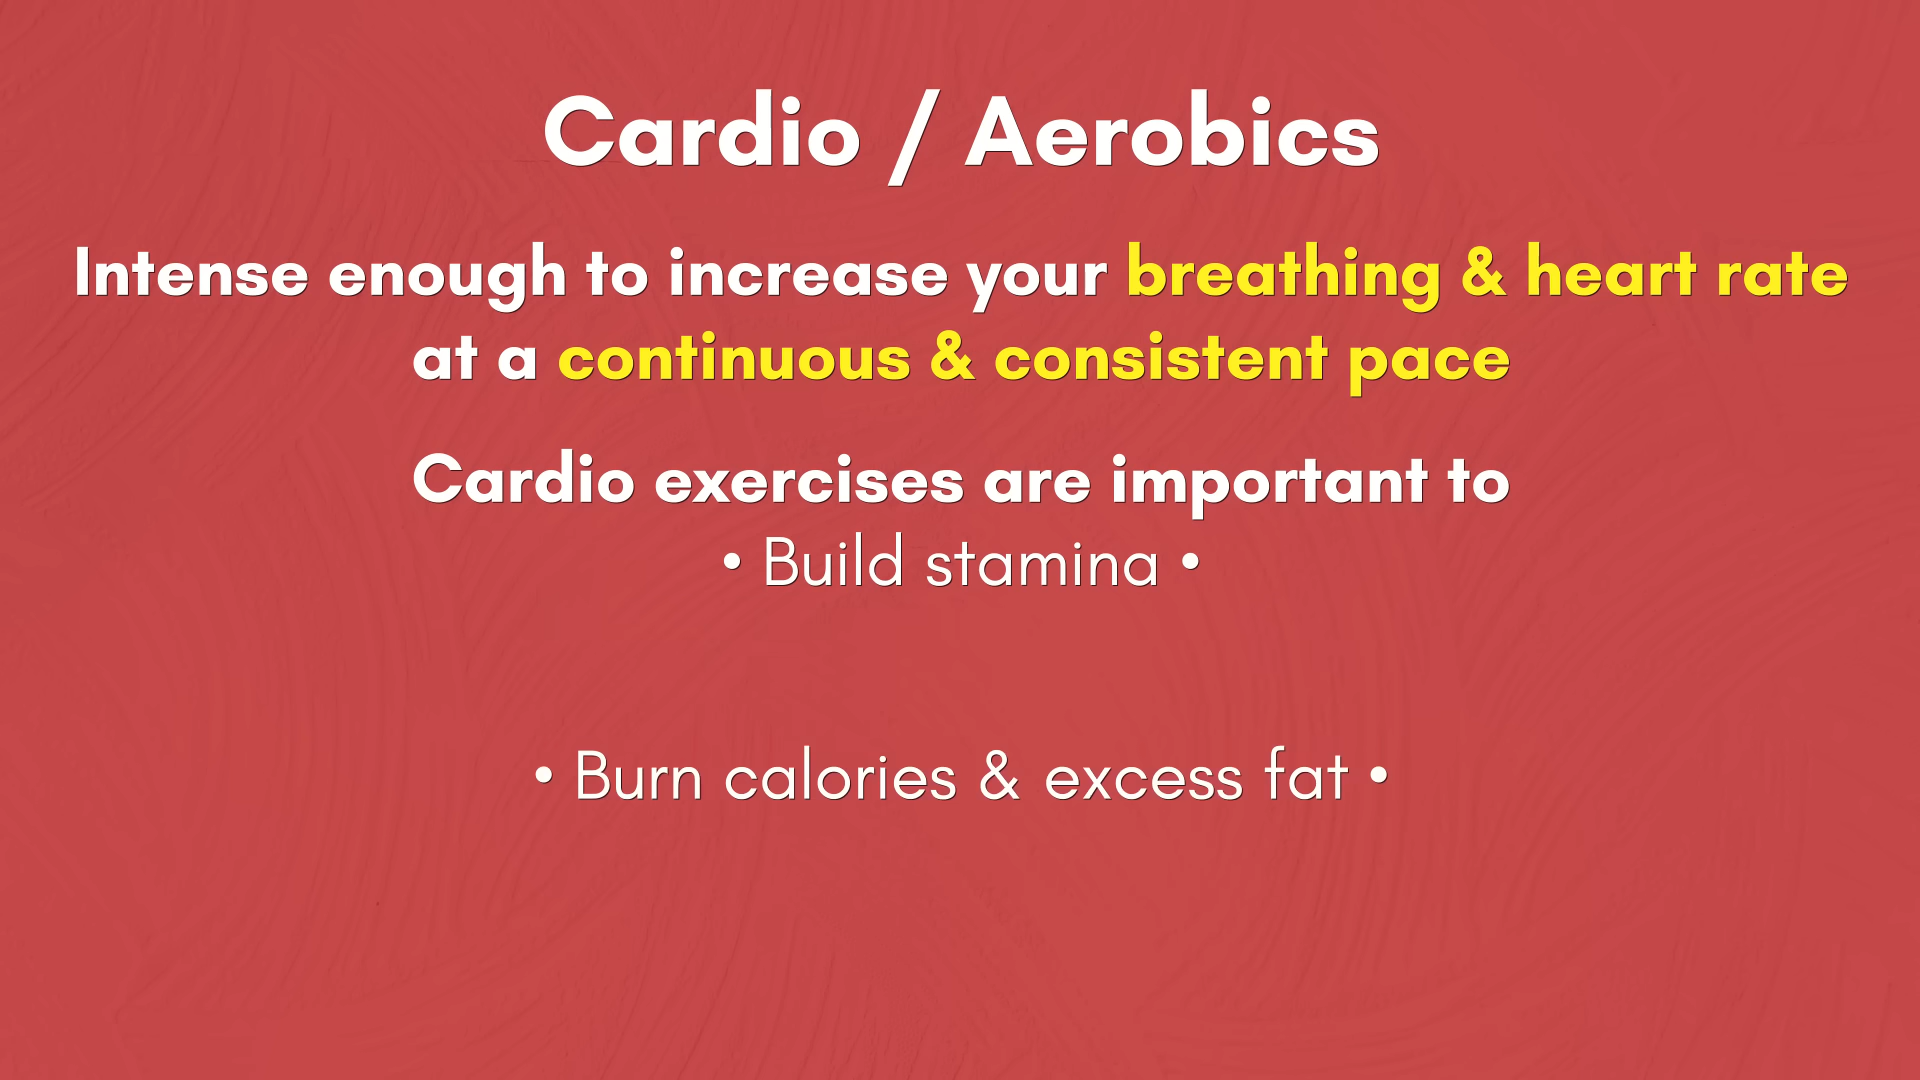 Cardio / Aerobics
Intense enough to increase your breathing & heart rate
at a continuous & consistent pace
Cardio exercises are important to
• Build stamina •
• Burn calories & excess fat •